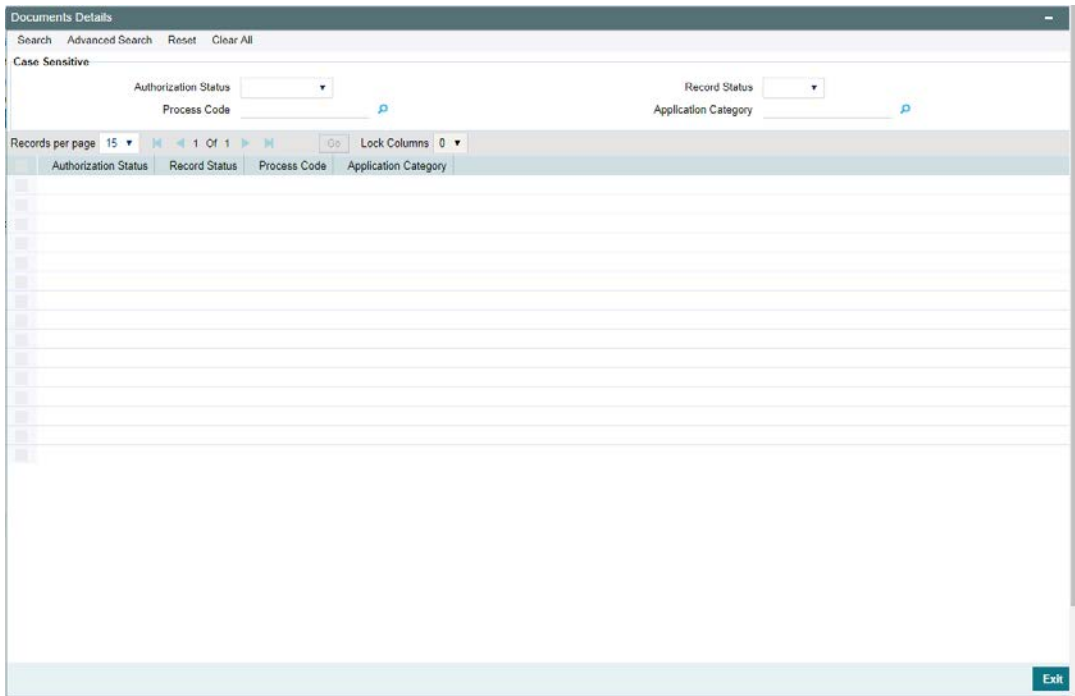 Documents Details
Search Advanced Search Reset Clear All
Case Sensitive
Authorization Status Record Status
Process Code Application Category
Records per page 15 1 Of 1 Go Lock Columns 0
Authorization Status Record Status Process Code Application Category
Exit